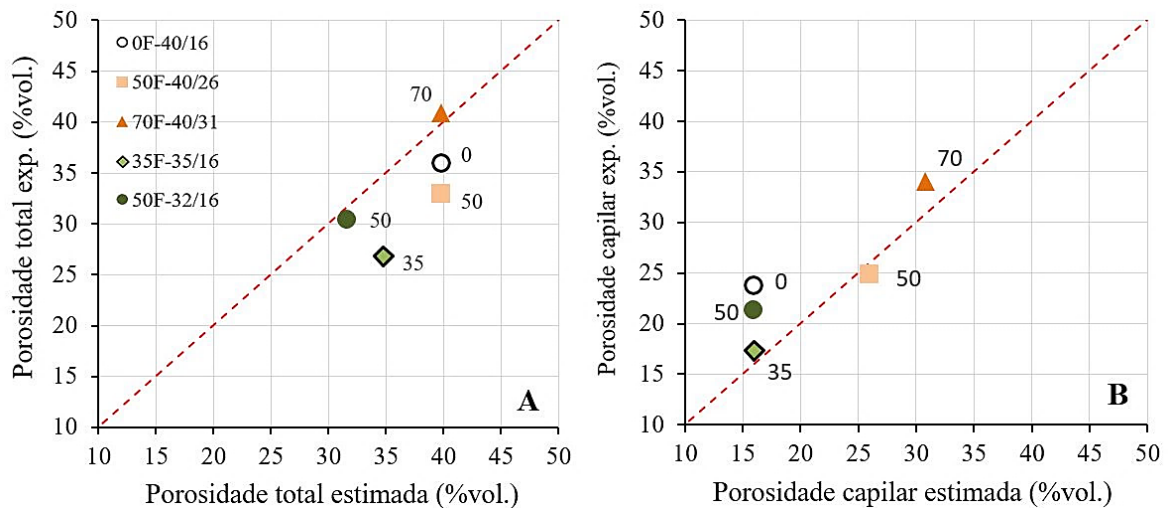 Porosidade total exp. (%vol.)
50
45
40
35
30
25
20
15
10
0F-40/16
50F-40/26
70F-40/31
35F-35/16
50F-32/16
70
0
50
50
35
A
10 15 20 25 30 35 40 45 50
Porosidade total estimada (%vol.)
Porosidade capilar exp. (%vol.)
50
45
40
35
30
25
20
15
10
70
0
50
50
35
B
10 15 20 25 30 35 40 45 50
Porosidade capilar estimada (%vol.)